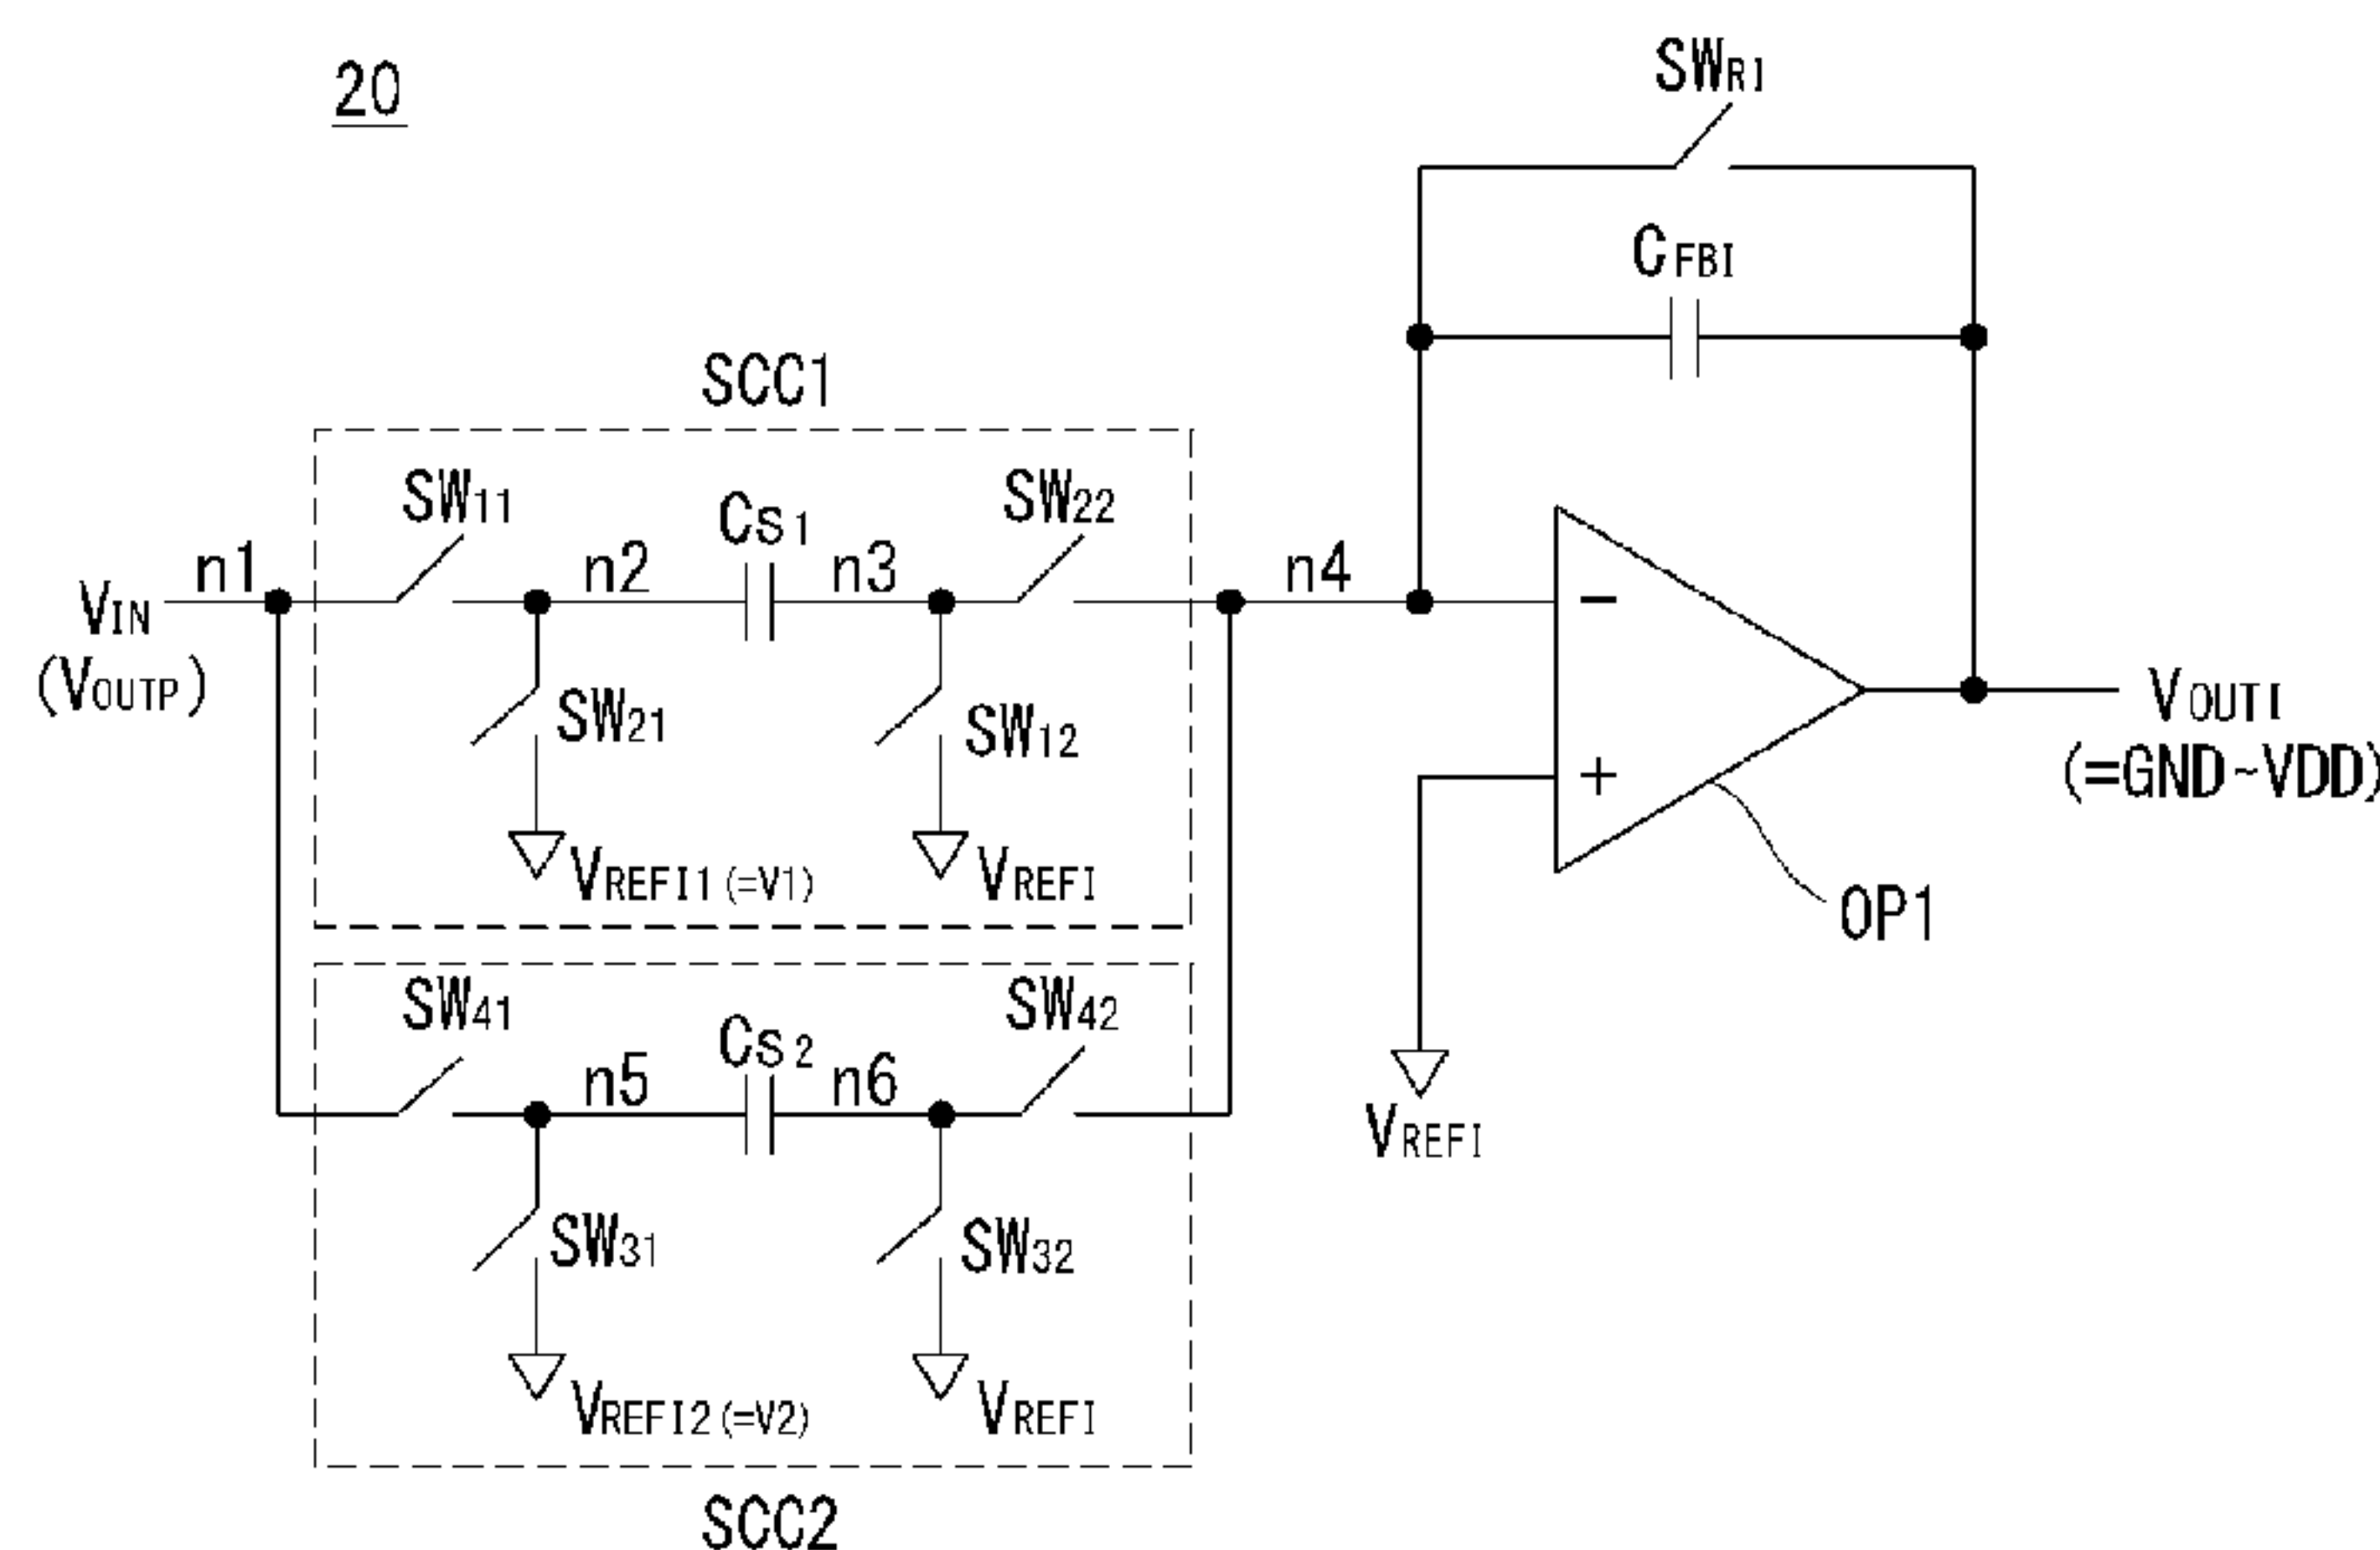 20
SWRI
CFBI
SCC1
SW11
CS1
SW22
n1
n2
n3
n4
VIN
(VOUTP)
SW21
SW12
VREFI1 (=V1)
VREFI
−
+
VOUTI
(=GND~VDD)
OP1
SW41
CS2
SW42
n5
n6
SW31
SW32
VREFI2 (=V2)
VREFI
VREFI
SCC2